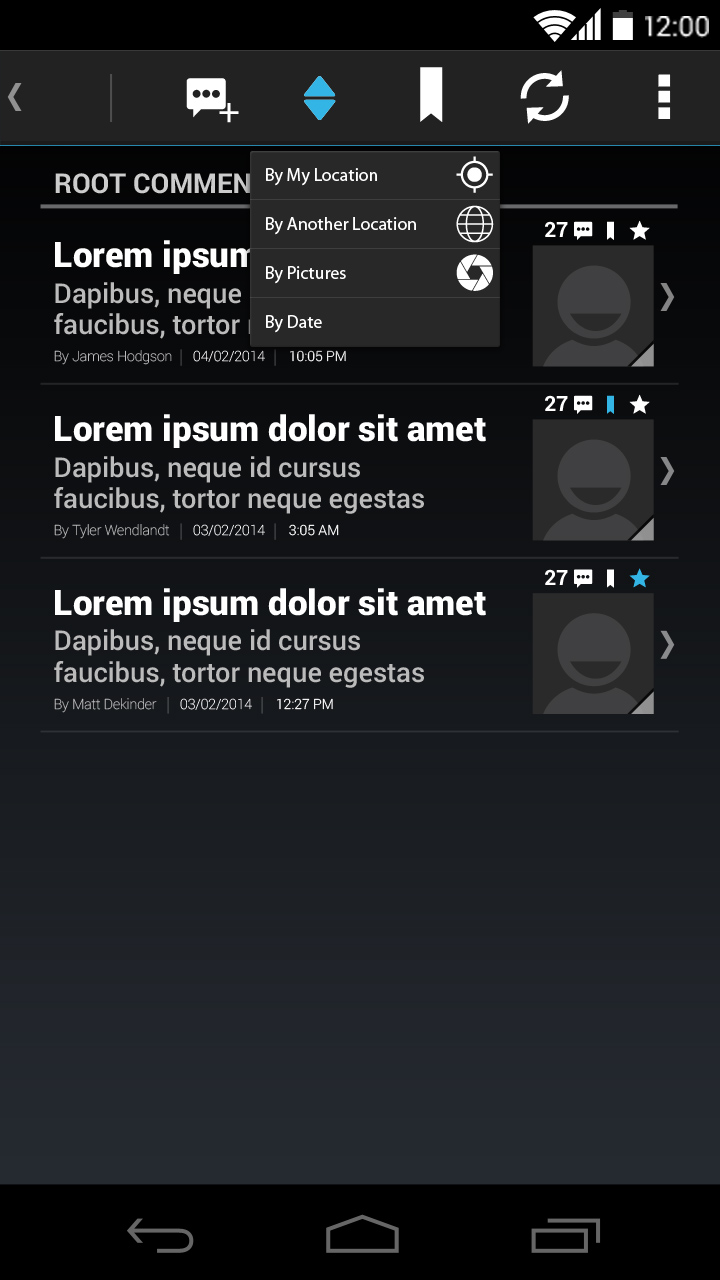 12:00
ROOT COMMEN
By My Location
By Another Location
By Pictures
By Date
27
Lorem ipsum
Dapibus, neque
faucibus, tortor
By James Hodgson | 04/02/2014 | 10:05 PM
27
Lorem ipsum dolor sit amet
Dapibus, neque id cursus
faucibus, tortor neque egestas
By Tyler Wendlandt | 03/02/2014 | 3:05 AM
27
Lorem ipsum dolor sit amet
Dapibus, neque id cursus
faucibus, tortor neque egestas
By Matt Dekinder | 03/02/2014 | 12:27 PM